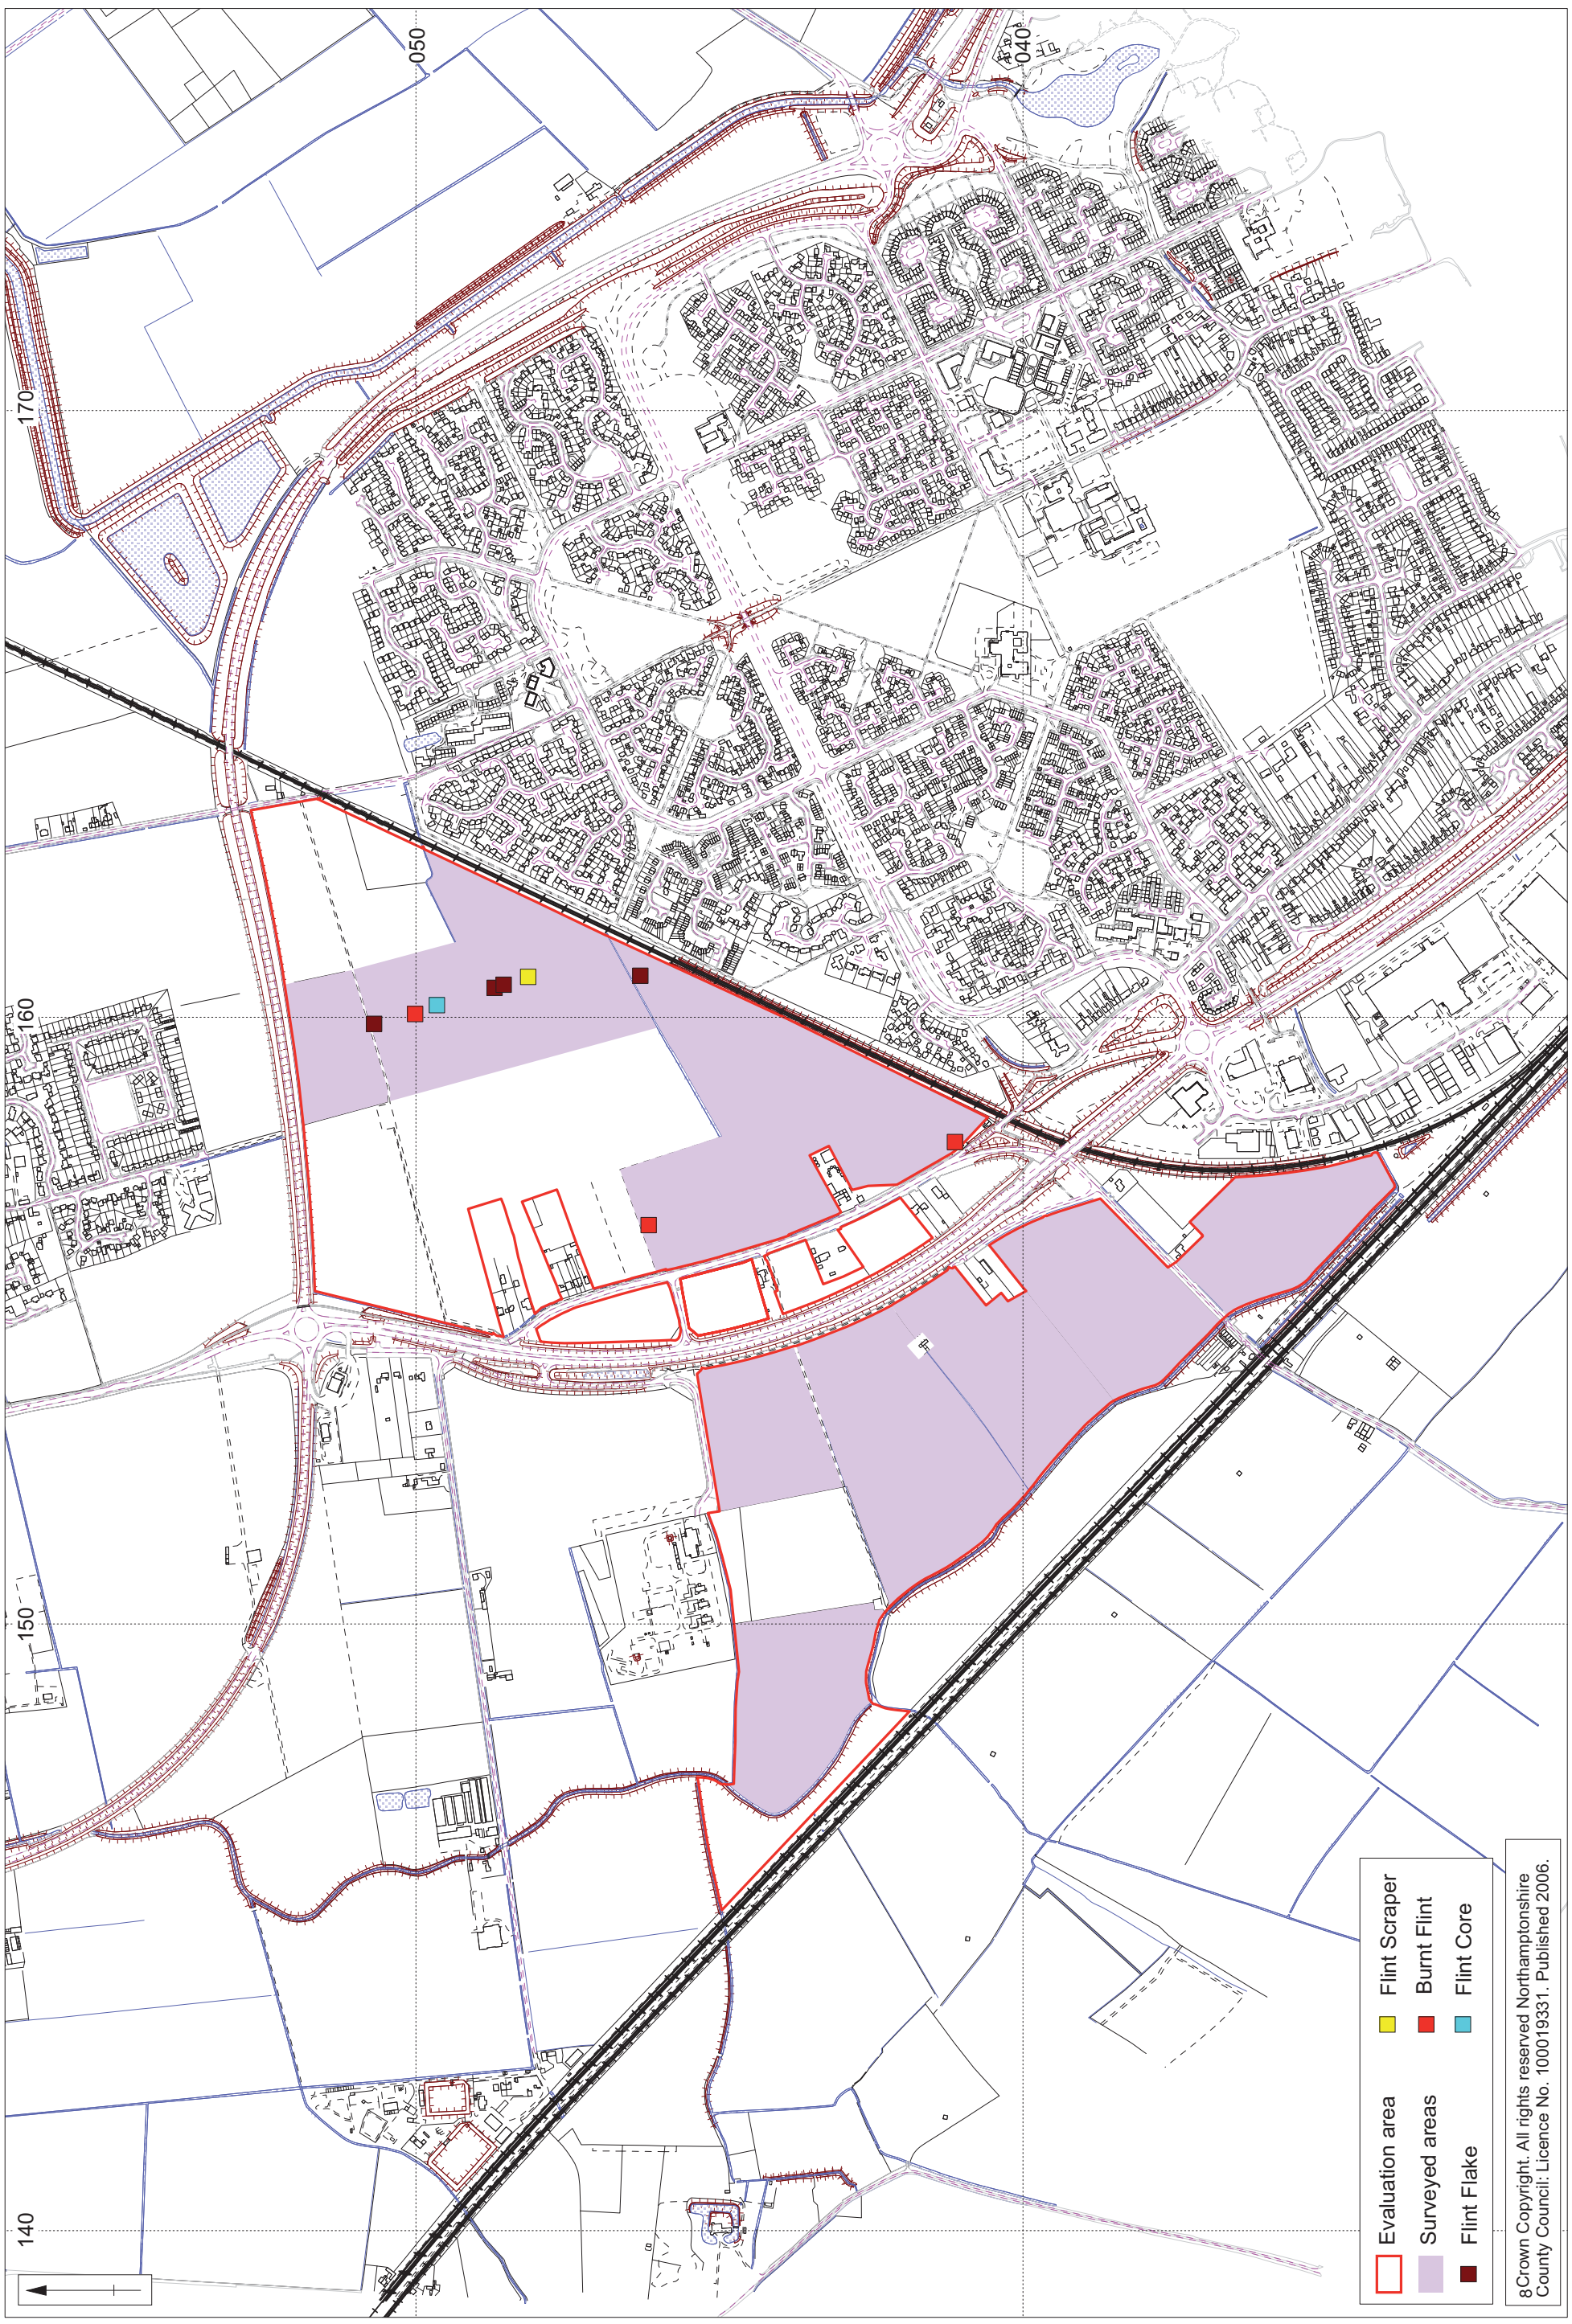 140
150
160
170
050
040
Evaluation area
Surveyed areas
Flint Flake
Flint Scraper
Burnt Flint
Flint Core
8Crown Copyright. All rights reserved Northamptonshire
County Council: Licence No. 100019331. Published 2006.